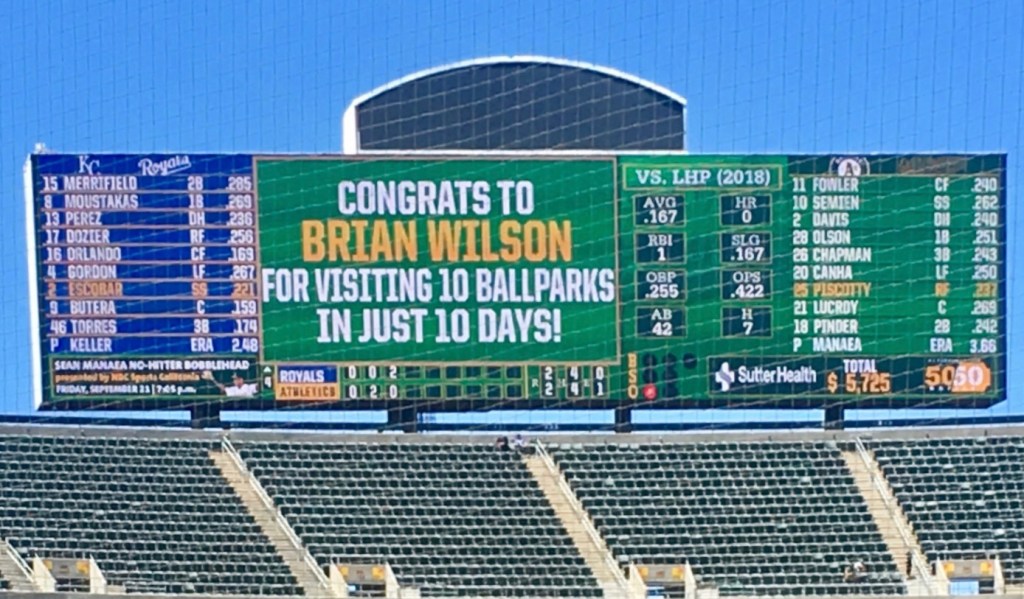 KC Royals
15 MERRIFIELD 2B .285
8 MOUSTAKAS 1B .269
13 PEREZ DH .236
17 DOZIER RF .256
16 ORLANDO CF .169
4 GORDON LF .267
2 ESCOBAR SS .221
9 BUTERA C .159
46 TORRES 3B .174
P KELLER ERA 2.48
SEAN MANAEA NO-HITTER BOBBLEHEAD
presented by NBC Sports California
FRIDAY, SEPTEMBER 21 | 7:05 p.m.
CONGRATS TO
BRIAN WILSON
FOR VISITING 10 BALLPARKS
IN JUST 10 DAYS!
4 ROYALS 0 0 2 R 2 H 4 E 0
ATHLETICS 0 2 0 2 4 1
B
S
O
VS. LHP (2018)
AVG HR
.167 0
RBI SLG
1 .167
OBP OPS
.255 .422
AB H
42 7
A's
11 FOWLER CF .240
10 SEMIEN SS .262
2 DAVIS DH .240
28 OLSON 1B .251
26 CHAPMAN 3B .243
20 CANHA LF .250
25 PISCOTTY RF .237
21 LUCROY C .269
18 PINDER 2B .242
P MANAEA ERA 3.66
Sutter Health
TOTAL
$ 5,725
50 50